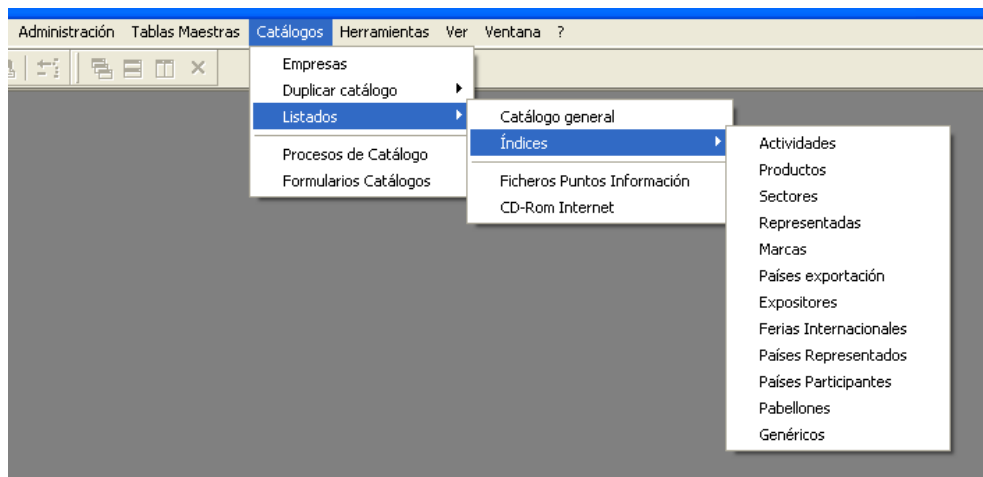 Administración Tablas Maestras Catálogos Herramientas Ver Ventana ?
Empresas
Duplicar catálogo
Listados
Procesos de Catálogo
Formularios Catálogos
Catálogo general
Índices
Ficheros Puntos Información
CD-Rom Internet
Actividades
Productos
Sectores
Representadas
Marcas
Países exportación
Expositores
Ferias Internacionales
Países Representados
Países Participantes
Pabellones
Genéricos